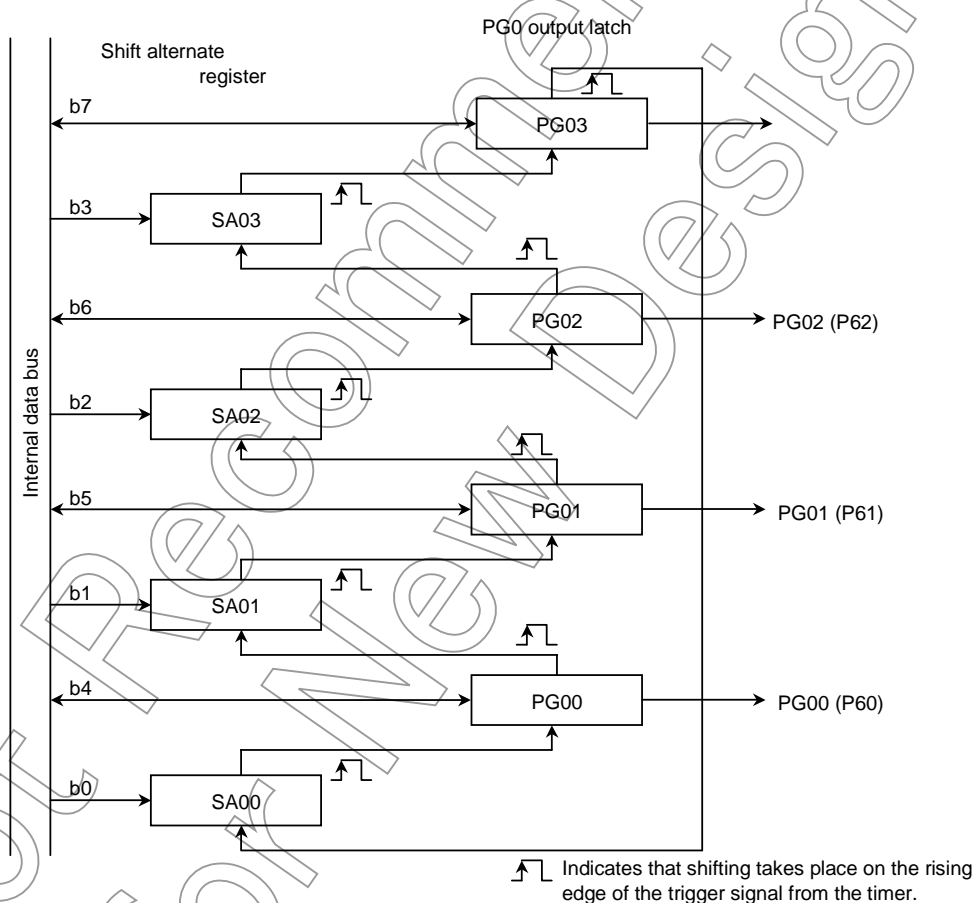 PG0 output latch
Shift alternate
register
b7
PG03
b3
SA03
b6
PG02
PG02 (P62)
Internal data bus
b2
SA02
b5
PG01
PG01 (P61)
b1
SA01
b4
PG00
PG00 (P60)
b0
SA00
Indicates that shifting takes place on the rising
edge of the trigger signal from the timer.